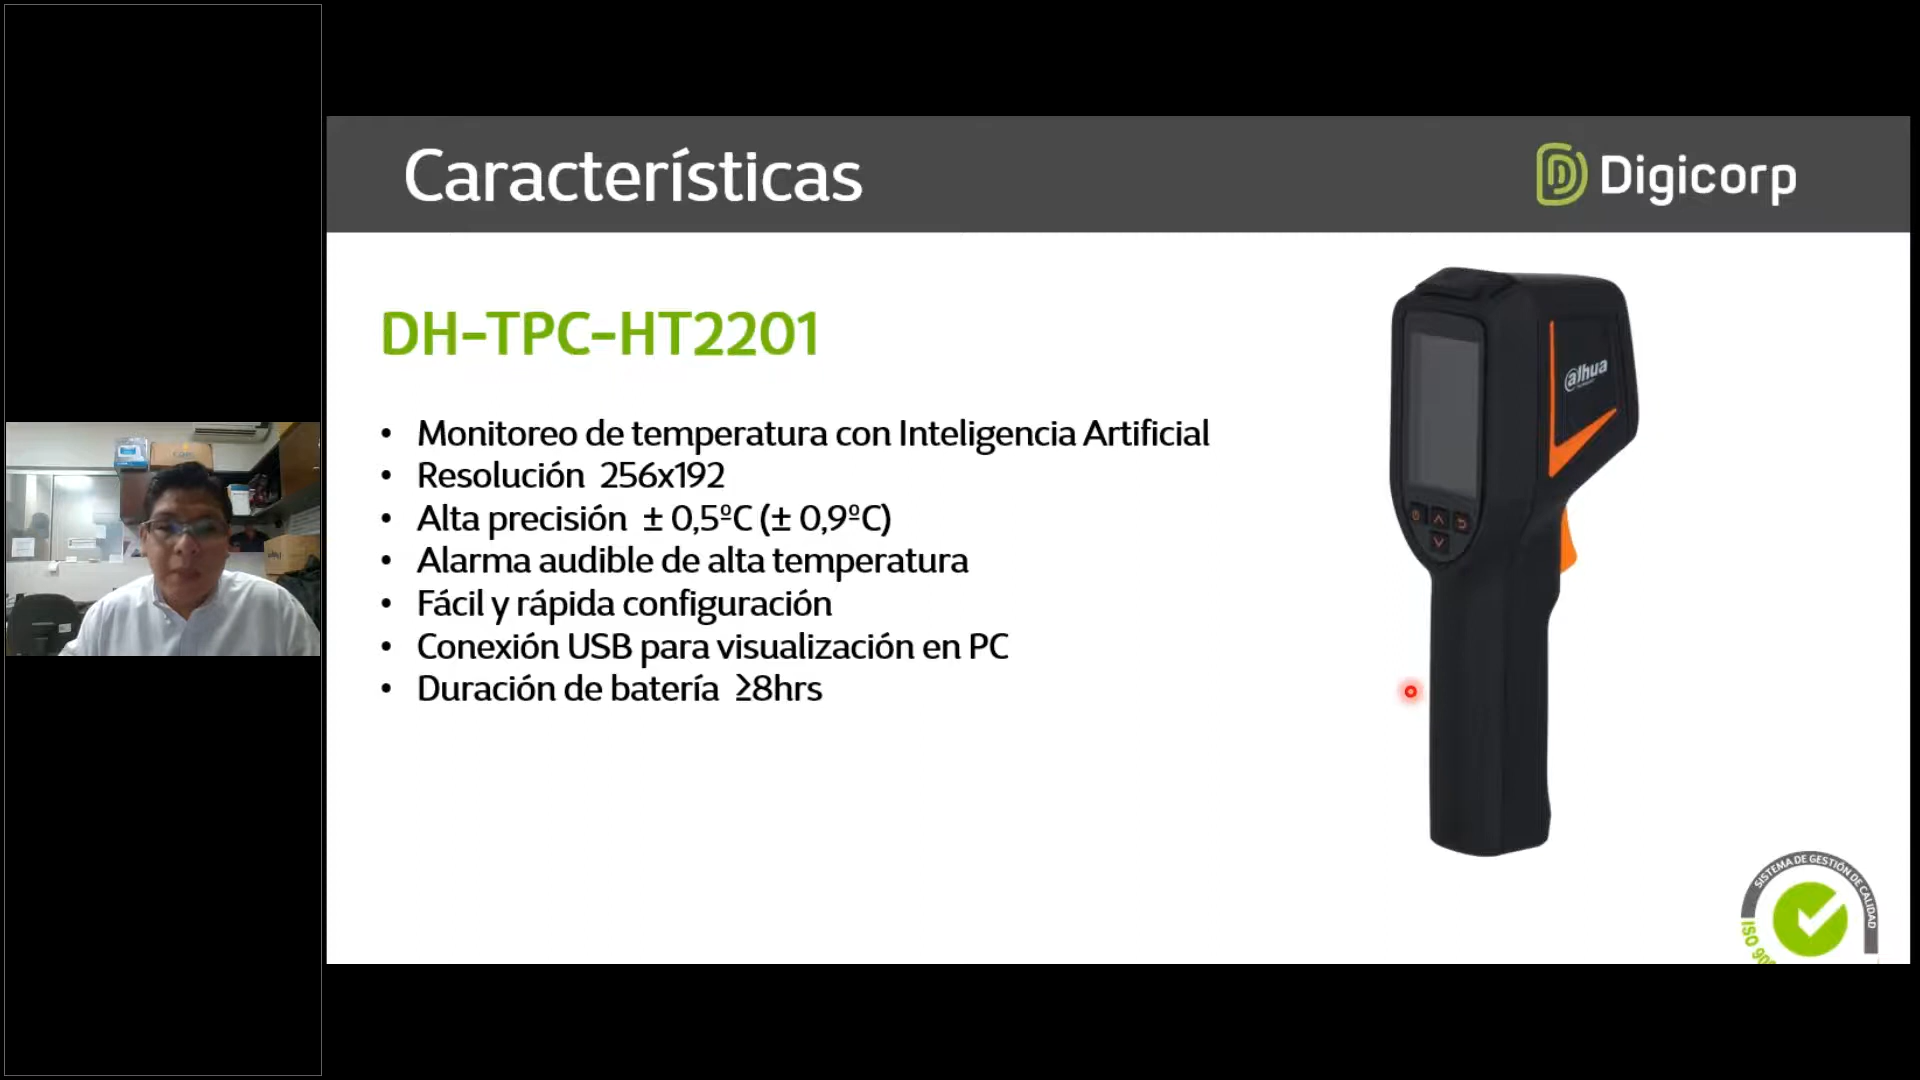 Características
Digicorp
DH-TPC-HT2201
• Monitoreo de temperatura con Inteligencia Artificial
• Resolución 256x192
• Alta precisión ± 0,5ºC (± 0,9ºC)
• Alarma audible de alta temperatura
• Fácil y rápida configuración
• Conexión USB para visualización en PC
• Duración de batería ≥8hrs
alhua
SISTEMA DE GESTIÓN DE CALIDAD
ISO